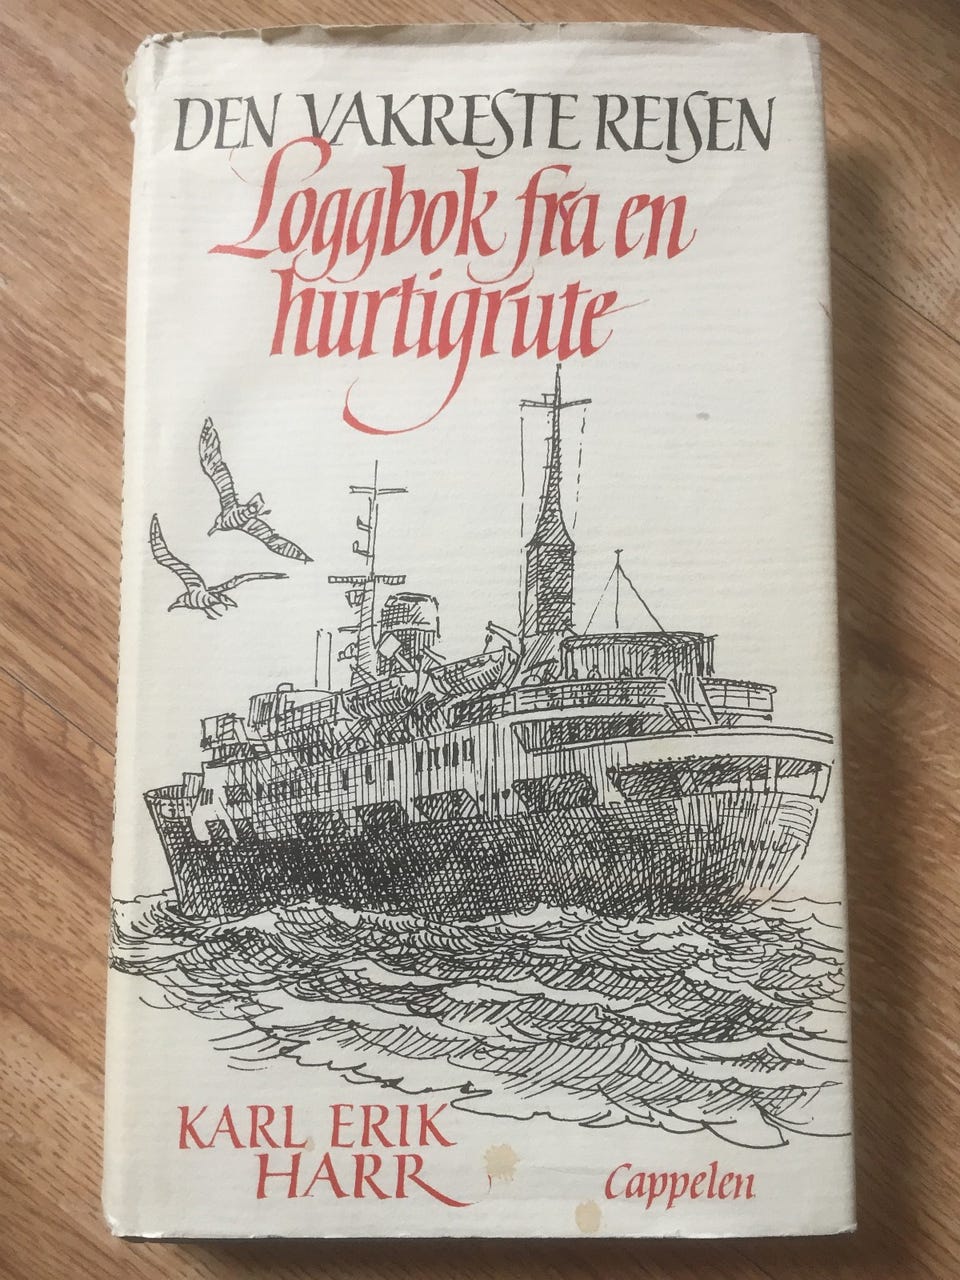 DEN VAKRESTE REISEN
Loggbok fra en
hurtigrute
KARL ERIK
HARR
Cappelen